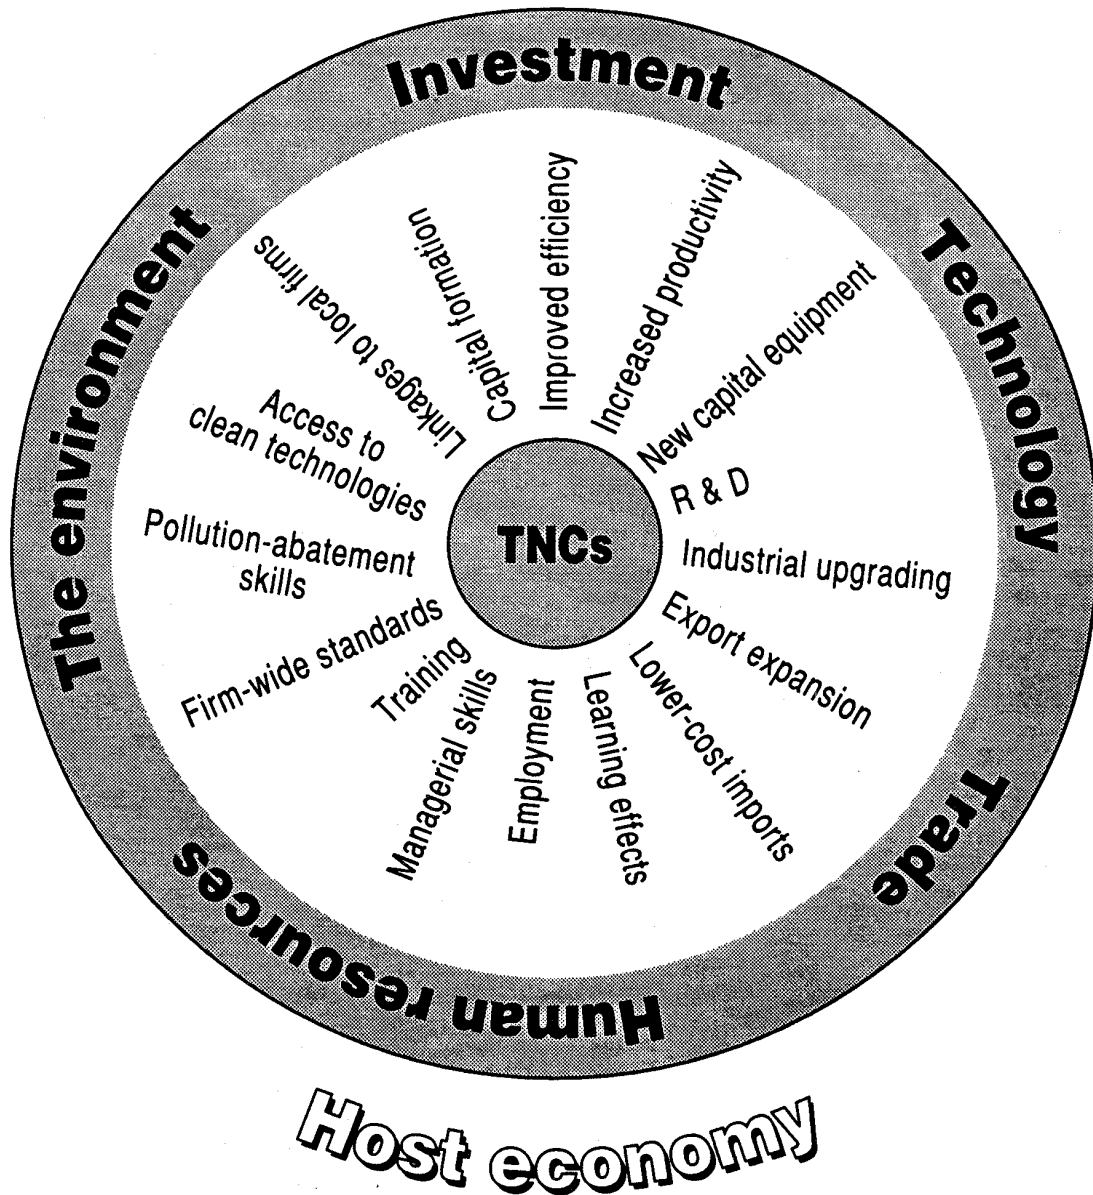 Investment
Technology
Trade
Human resources
The environment
Linkages to local firms
Capital formation
Improved efficiency
Increased productivity
New capital equipment
R & D
Industrial upgrading
Export expansion
Lower-cost imports
Learning effects
Employment
Managerial skills
Training
Firm-wide standards
Pollution-abatement
skills
Access to
clean technologies
TNCs
Host economy